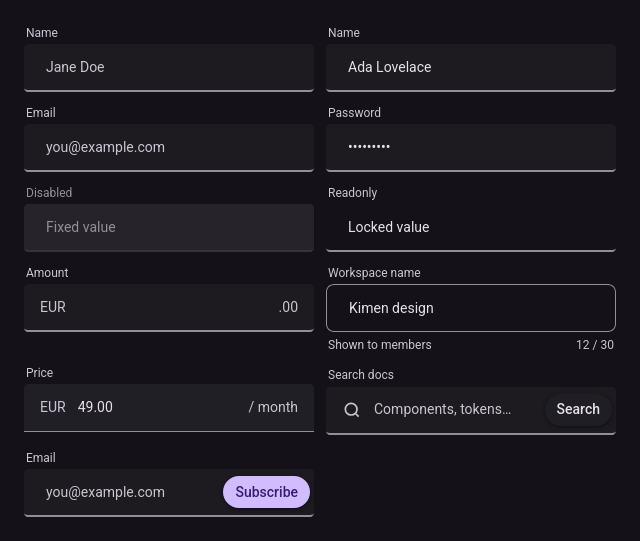 Name
Jane Doe
Name
Ada Lovelace
Email
you@example.com
Password
•••••••••
Disabled
Fixed value
Readonly
Locked value
Amount
EUR .00
Workspace name
Kimen design
Shown to members 12 / 30
Price
EUR 49.00 / month
Search docs
Components, tokens… Search
Email
you@example.com Subscribe